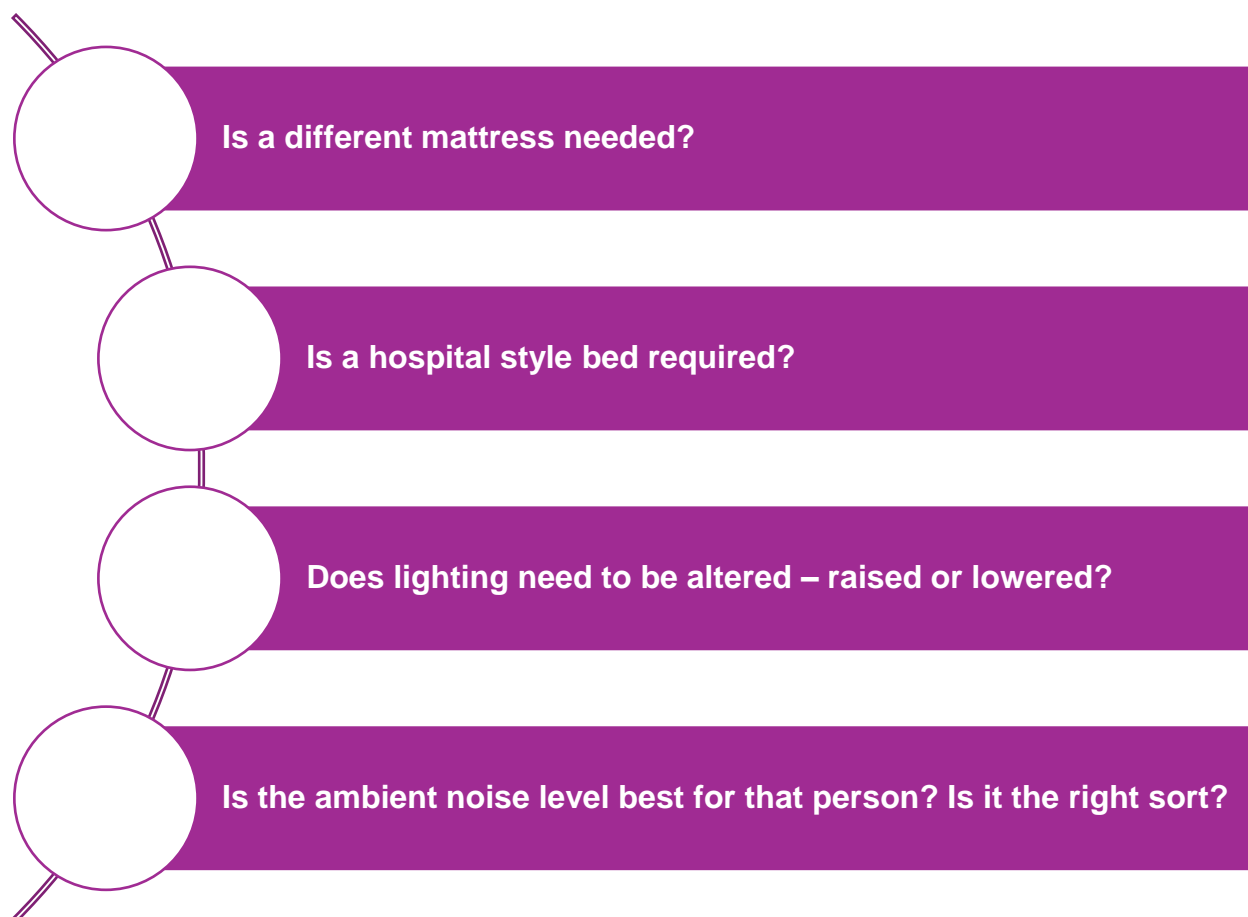 Is a different mattress needed?
Is a hospital style bed required?
Does lighting need to be altered – raised or lowered?
Is the ambient noise level best for that person? Is it the right sort?